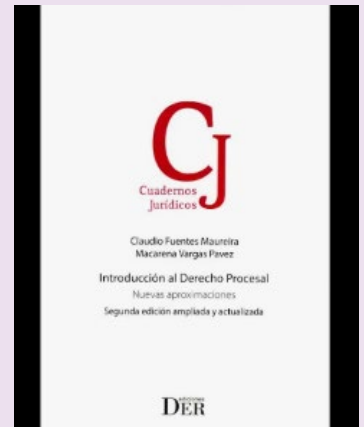 CJ
Cuadernos
Jurídicos
Claudio Fuentes Maureira
Macarena Vargas Pavez
Introducción al Derecho Procesal
Nuevas aproximaciones
Segunda edición ampliada y actualizada
ediciones
DER